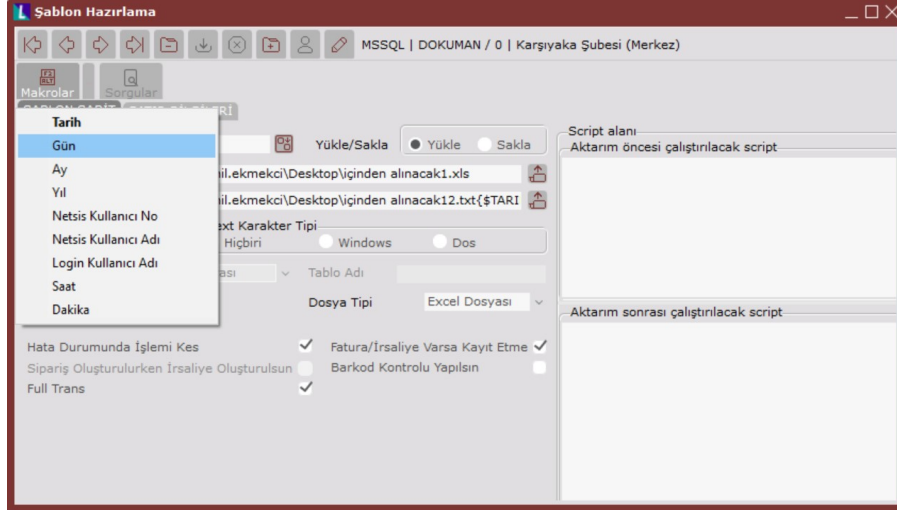 Şablon Hazırlama
MSSQL | DOKUMAN / 0 | Karşıyaka Şubesi (Merkez)
Makrolar
Sorgular
Tarih
Gün
Ay
Yıl
Netsis Kullanıcı No
Netsis Kullanıcı Adı
Login Kullanıcı Adı
Saat
Dakika
Yükle/Sakla
Yükle
Sakla
il.ekmekci\Desktop\içinden alınacak1.xls
il.ekmekci\Desktop\içinden alınacak12.txt{$TARI
ext Karakter Tipi
Hiçbiri
Windows
Dos
Tablo Adı
Dosya Tipi
Excel Dosyası
Hata Durumunda İşlemi Kes
Fatura/İrsaliye Varsa Kayıt Etme
Sipariş Oluşturulurken İrsaliye Oluşturulsun
Barkod Kontrolu Yapılsın
Full Trans
Script alanı
Aktarım öncesi çalıştırılacak script
Aktarım sonrası çalıştırılacak script